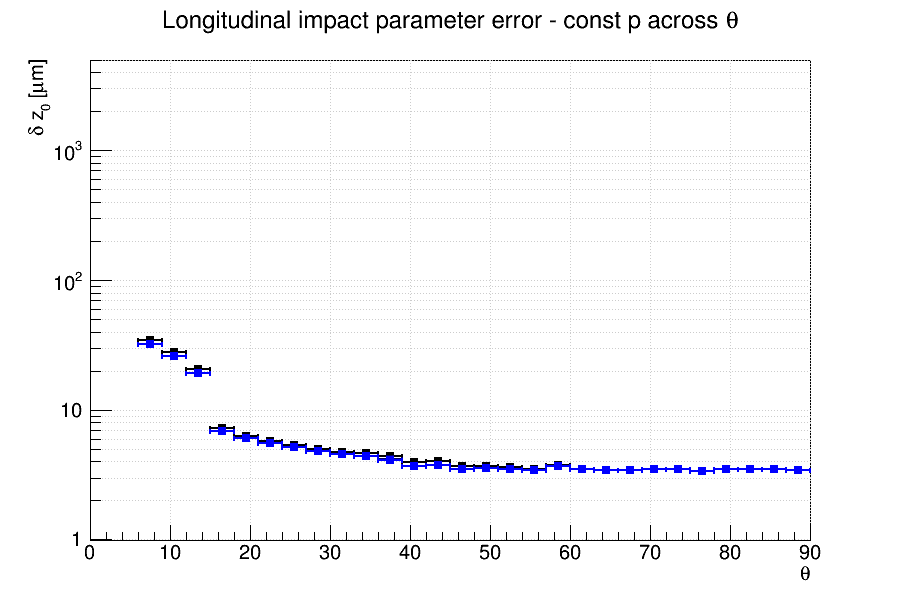 Longitudinal impact parameter error - const p across θ
δ z₀ [μm]
10³
10²
10
1
0 10 20 30 40 50 60 70 80 90
θ